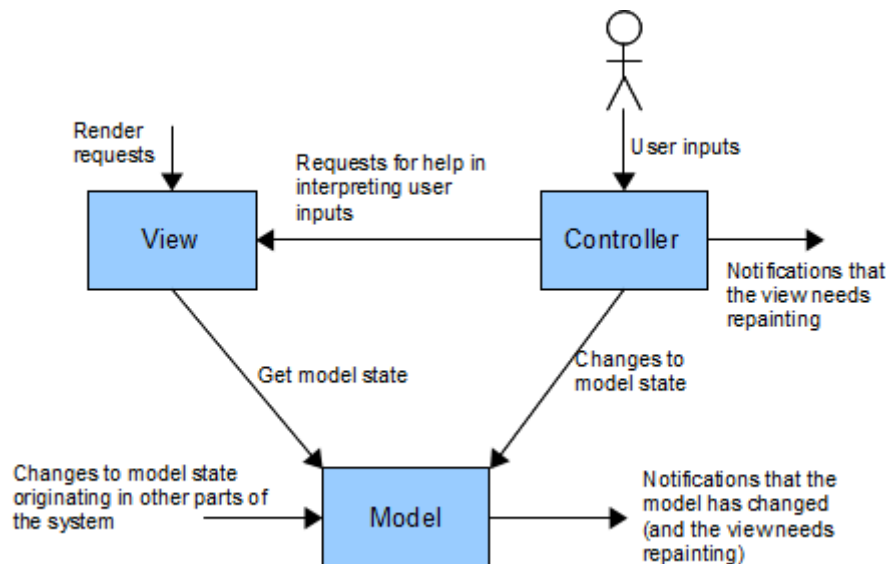 Render
requests
User inputs
Requests for help in
interpreting user
inputs
View
Controller
Notifications that
the view needs
repainting
Get model state
Changes to
model state
Changes to model state
originating in other parts of
the system
Model
Notifications that the
model has changed
(and the view needs
repainting)